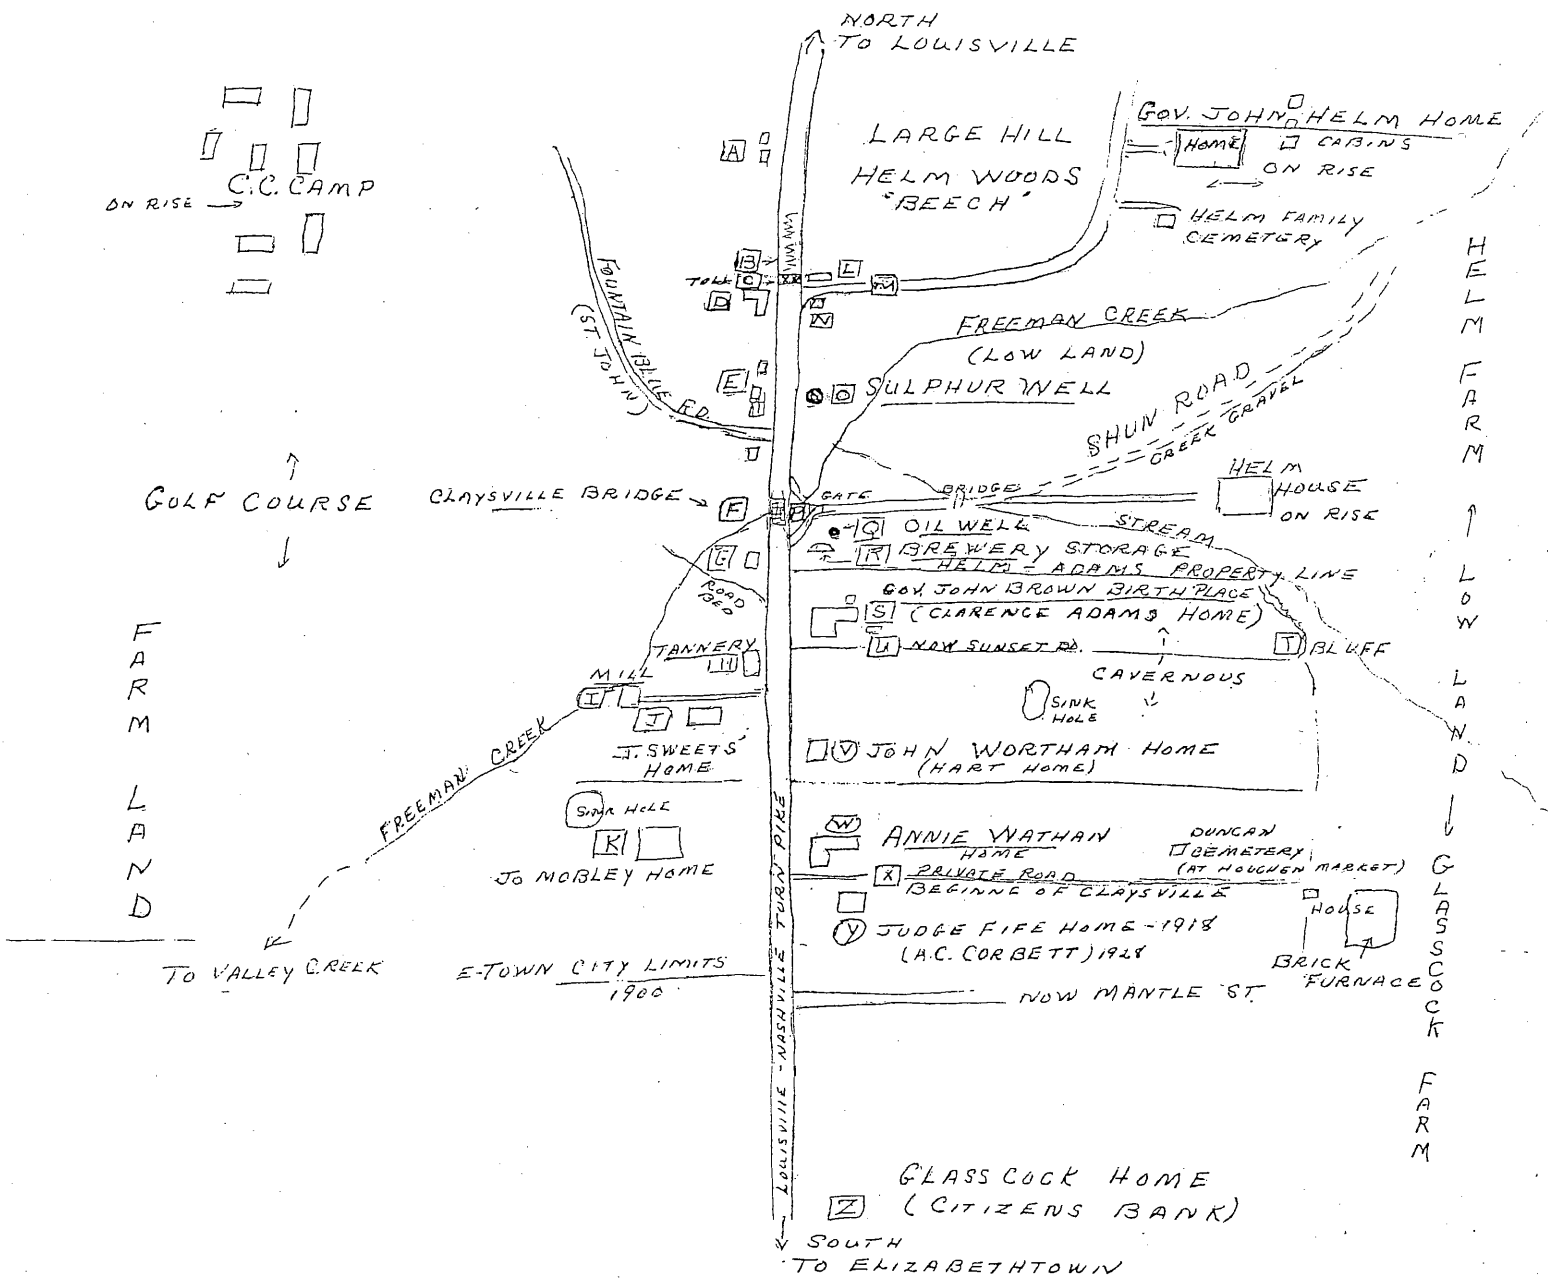 NORTH
TO LOUISVILLE
GOV. JOHN HELM HOME
HOME
CABINS
ON RISE
LARGE HILL
HELM WOODS
"BEECH"
A
C.C. CAMP
ON RISE
HELM FAMILY
CEMETERY
HELM FARM
B
TOLL C
D
L
M
N
FOUNTAIN BLUE RD.
(ST. JOHN)
FREEMAN CREEK
(LOW LAND)
E
O SULPHUR WELL
SHUN ROAD
CREEK GRAVEL
GOLF COURSE
CLAYSVILLE BRIDGE
F
P
GATE
BRIDGE
HELM
HOUSE
ON RISE
STREAM
Q OIL WELL
R BREWERY STORAGE
HELM - ADAMS PROPERTY LINE
G
ROAD
BED
GOV. JOHN BROWN BIRTHPLACE
S (CLARENCE ADAMS HOME)
U NOW SUNSET RD.
T BLUFF
TANNERY
H
CAVERNOUS
SINK
HOLE
MILL
I
J
J. SWEETS'
HOME
V JOHN WORTHAM HOME
(HART HOME)
FARM LAND
LOW LAND
FREEMAN CREEK
SINK HOLE
K
JO MOBLEY HOME
W ANNIE WATHAN
HOME
DUNCAN
CEMETERY
(AT HOUCHEN MARKET)
X PRIVATE ROAD
BEGINNE OF CLAYSVILLE
Y JUDGE FIFE HOME - 1918
(A.C. CORBETT) 1928
HOUSE
BRICK
FURNACE
GLASSCOCK FARM
TO VALLEY CREEK
E-TOWN CITY LIMITS
1900
NOW MANTLE ST.
LOUISVILLE - NASHVILLE TURN PIKE
GLASSCOCK HOME
Z (CITIZENS BANK)
SOUTH
TO ELIZABETHTOWN